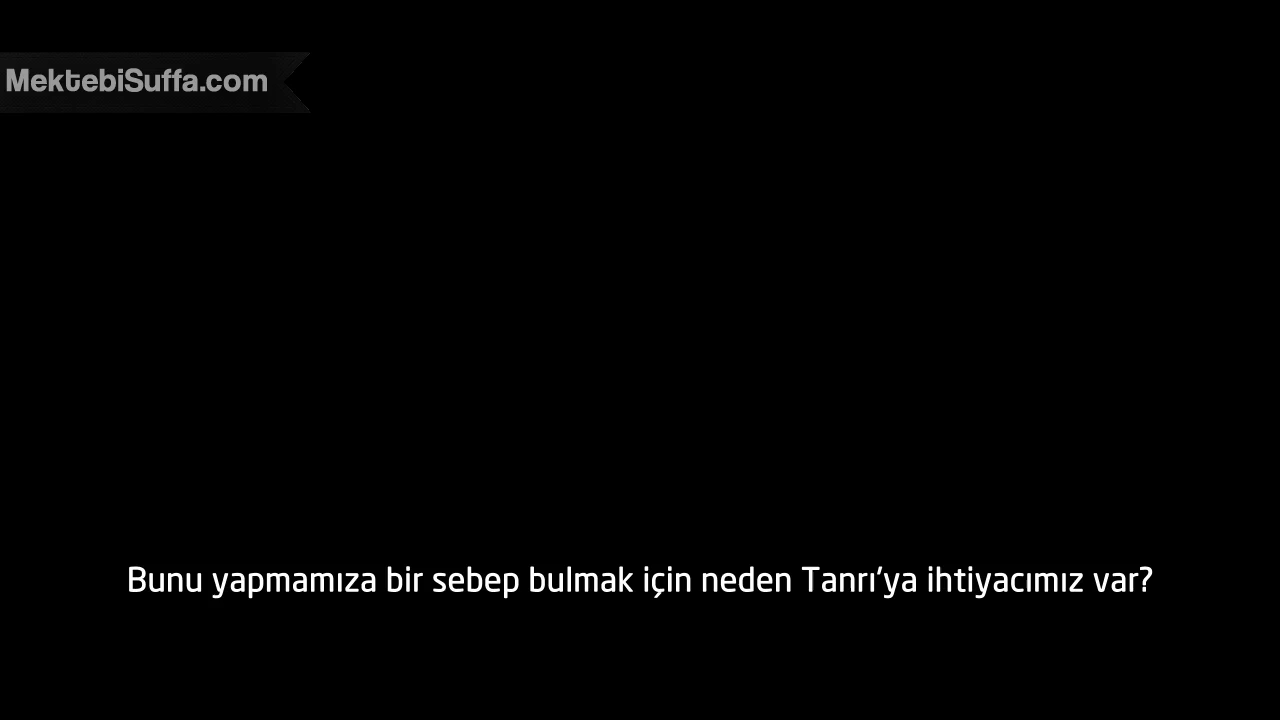 MektebiSuffa.com
Bunu yapmamıza bir sebep bulmak için neden Tanrı’ya ihtiyacımız var?